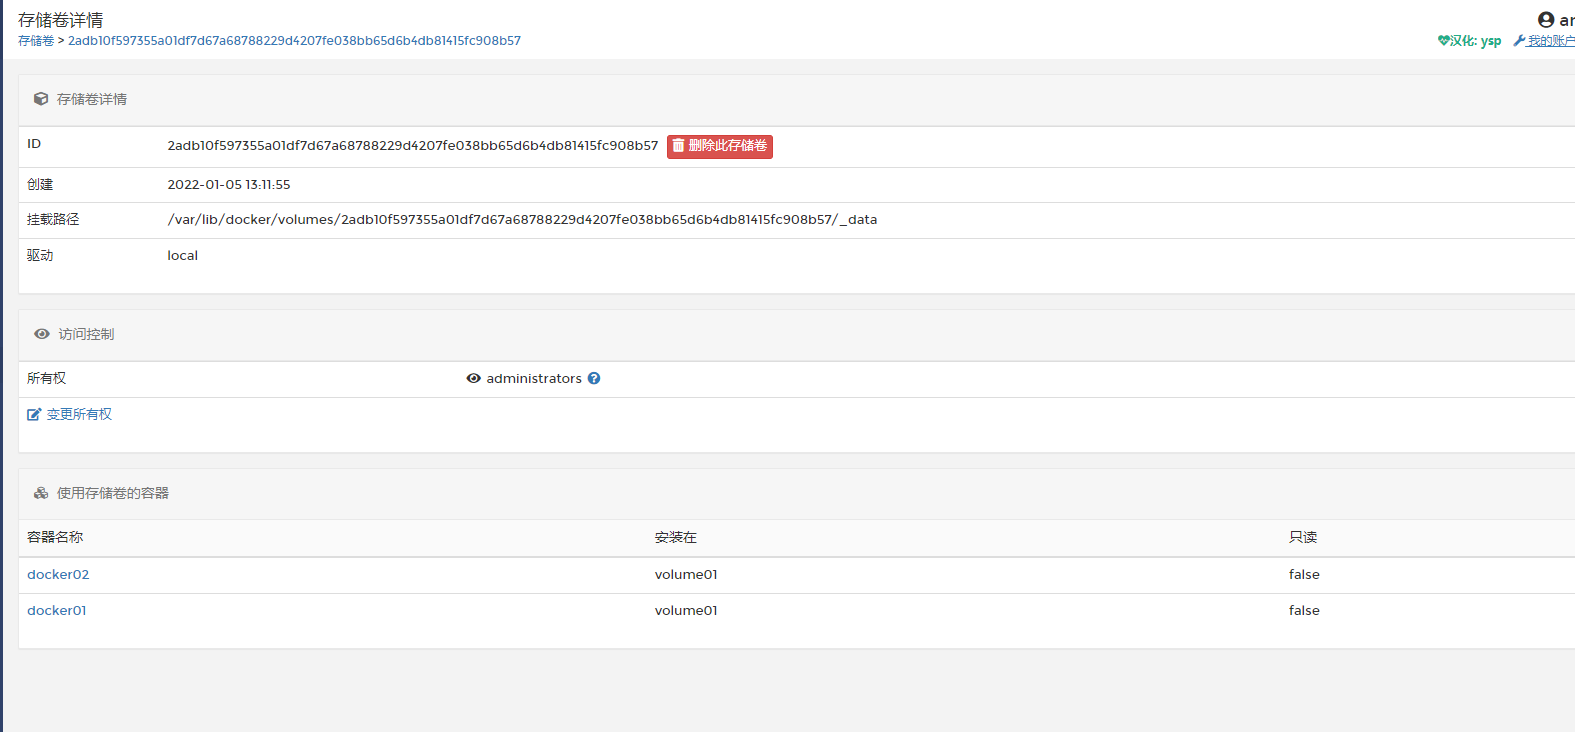 存储卷详情
存储卷 > 2adb10f597355a01df7d67a68788229d4207fe038bb65d6b4db81415fc908b57
汉化: ysp 我的账户
存储卷详情
ID 2adb10f597355a01df7d67a68788229d4207fe038bb65d6b4db81415fc908b57 删除此存储卷
创建 2022-01-05 13:11:55
挂载路径 /var/lib/docker/volumes/2adb10f597355a01df7d67a68788229d4207fe038bb65d6b4db81415fc908b57/_data
驱动 local
访问控制
所有权 administrators
变更所有权
使用存储卷的容器
容器名称 安装在 只读
docker02 volume01 false
docker01 volume01 false